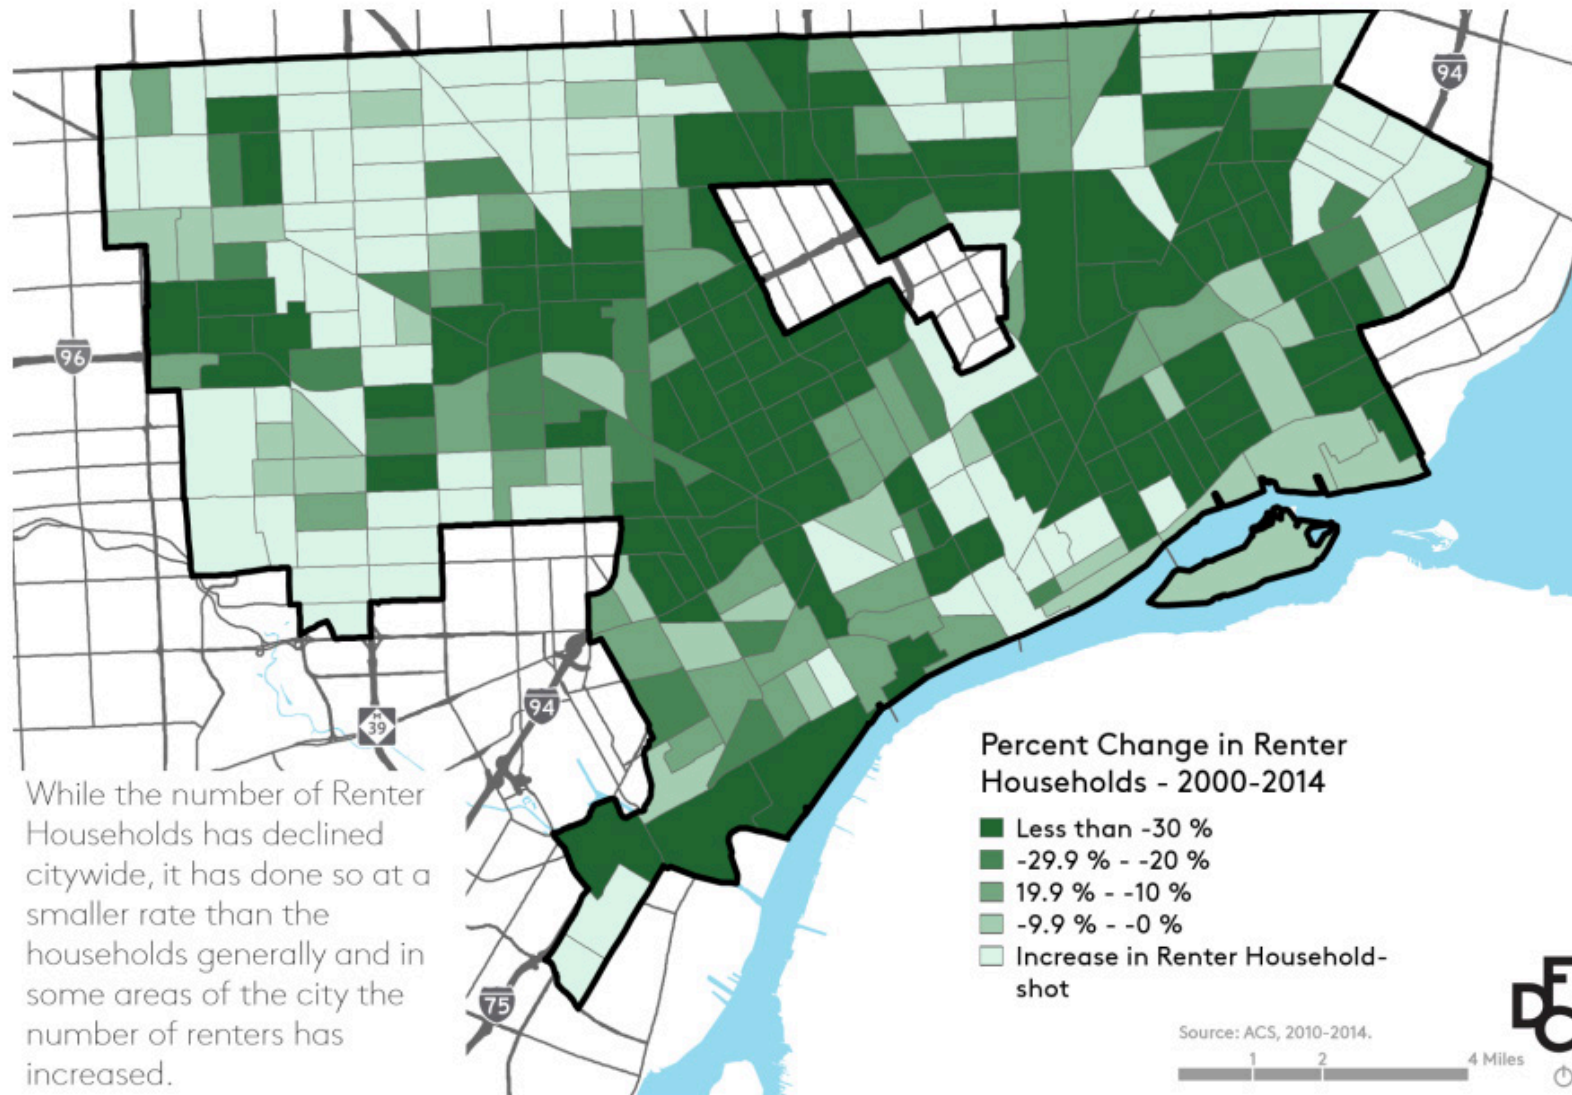 94
96
94
M
39
75
While the number of Renter
Households has declined
citywide, it has done so at a
smaller rate than the
households generally and in
some areas of the city the
number of renters has
increased.
Percent Change in Renter
Households - 2000-2014
Less than -30 %
-29.9 % - -20 %
19.9 % - -10 %
-9.9 % - -0 %
Increase in Renter Household-
shot
Source: ACS, 2010-2014.
1 2 4 Miles